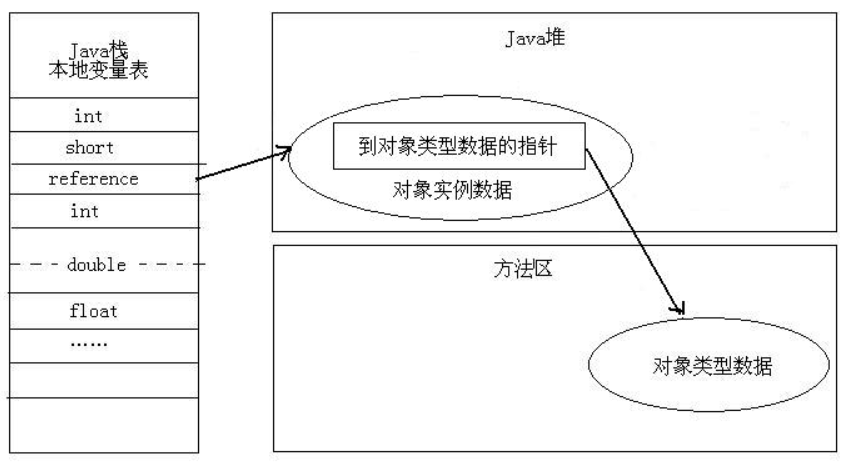 Java栈
本地变量表
int
short
reference
int
double
float
……
Java堆
到对象类型数据的指针
对象实例数据
方法区
对象类型数据